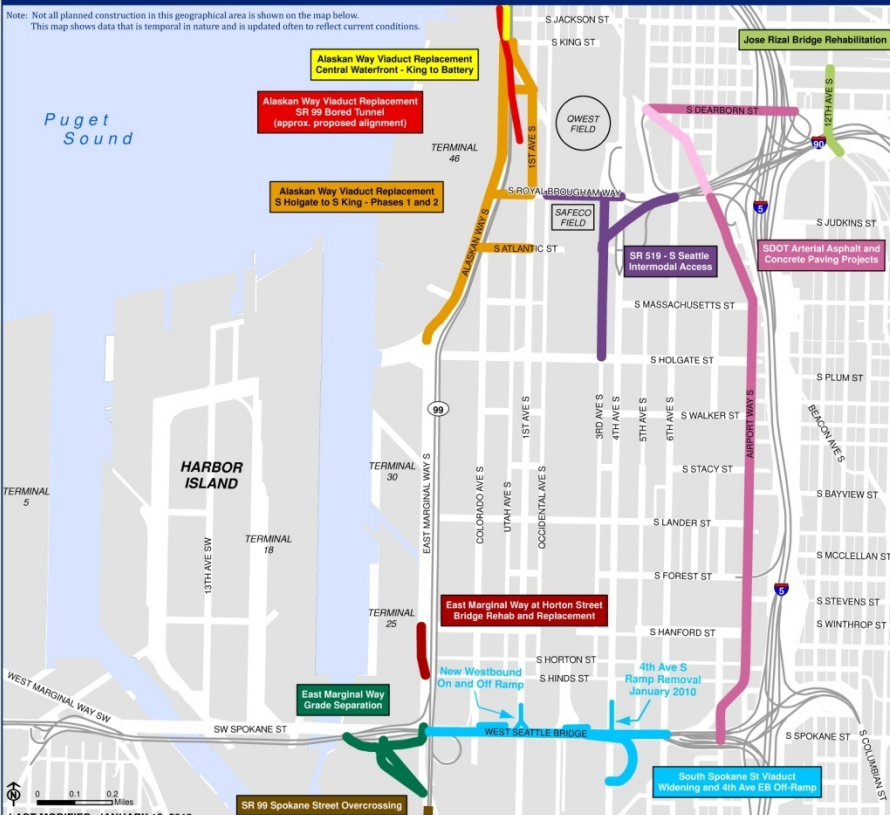 Note: Not all planned construction in this geographical area is shown on the map below.
This map shows data that is temporal in nature and is updated often to reflect current conditions.
S JACKSON ST
S KING ST
Jose Rizal Bridge Rehabilitation
Alaskan Way Viaduct Replacement
Central Waterfront - King to Battery
Alaskan Way Viaduct Replacement
SR 99 Bored Tunnel
(approx. proposed alignment)
Puget
Sound
TERMINAL
46
1ST AVE S
QWEST
FIELD
S DEARBORN ST
12TH AVE S
90
Alaskan Way Viaduct Replacement
S Holgate to S King - Phases 1 and 2
S ROYAL BROUGHAM WAY
SAFECO
FIELD
5
S JUDKINS ST
ALASKAN WAY S
S ATLANTIC ST
SR 519 - S Seattle
Intermodal Access
SDOT Arterial Asphalt and
Concrete Paving Projects
S MASSACHUSETTS ST
S HOLGATE ST
S PLUM ST
99
1ST AVE S
3RD AVE S
4TH AVE S
5TH AVE S
6TH AVE S
AIRPORT WAY S
S WALKER ST
BEACON AVE S
HARBOR
ISLAND
TERMINAL
30
TERMINAL
5
EAST MARGINAL WAY S
COLORADO AVE S
UTAH AVE S
OCCIDENTAL AVE S
S STACY ST
S BAYVIEW ST
13TH AVE SW
TERMINAL
18
S LANDER ST
S MCCLELLAN ST
S FOREST ST
5
S STEVENS ST
TERMINAL
25
East Marginal Way at Horton Street
Bridge Rehab and Replacement
S WINTHROP ST
S HANFORD ST
S HORTON ST
S HINDS ST
New Westbound
On and Off Ramp
4th Ave S
Ramp Removal
January 2010
WEST MARGINAL WAY SW
East Marginal Way
Grade Separation
SW SPOKANE ST
WEST SEATTLE BRIDGE
S SPOKANE ST
S COLUMBIAN ST
South Spokane St Viaduct
Widening and 4th Ave EB Off-Ramp
N
0 0.1 0.2
Miles
SR 99 Spokane Street Overcrossing